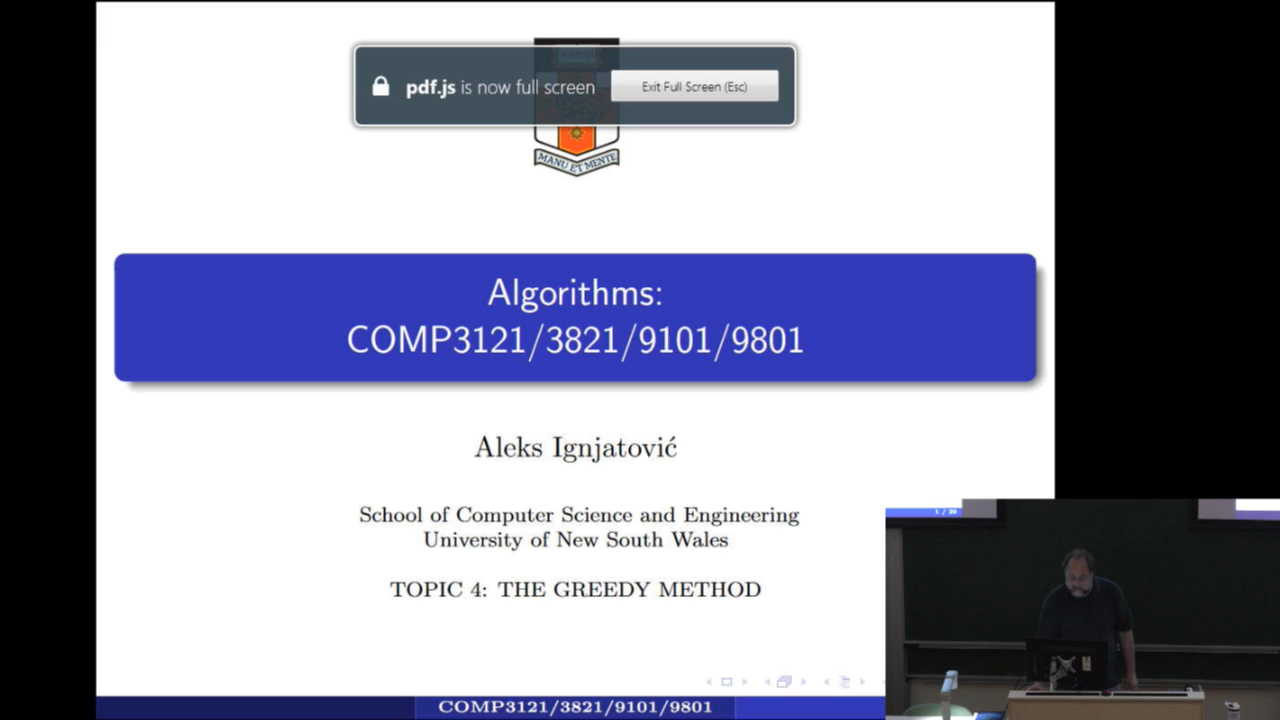 pdf.js is now full screen
Exit Full Screen (Esc)
MANU ET MENTE
Algorithms:
COMP3121/3821/9101/9801
Aleks Ignjatović
School of Computer Science and Engineering
University of New South Wales
TOPIC 4: THE GREEDY METHOD
COMP3121/3821/9101/9801